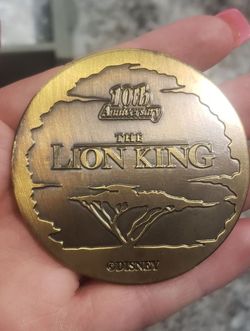 10th
Anniversary
THE
LION KING
©DISNEY